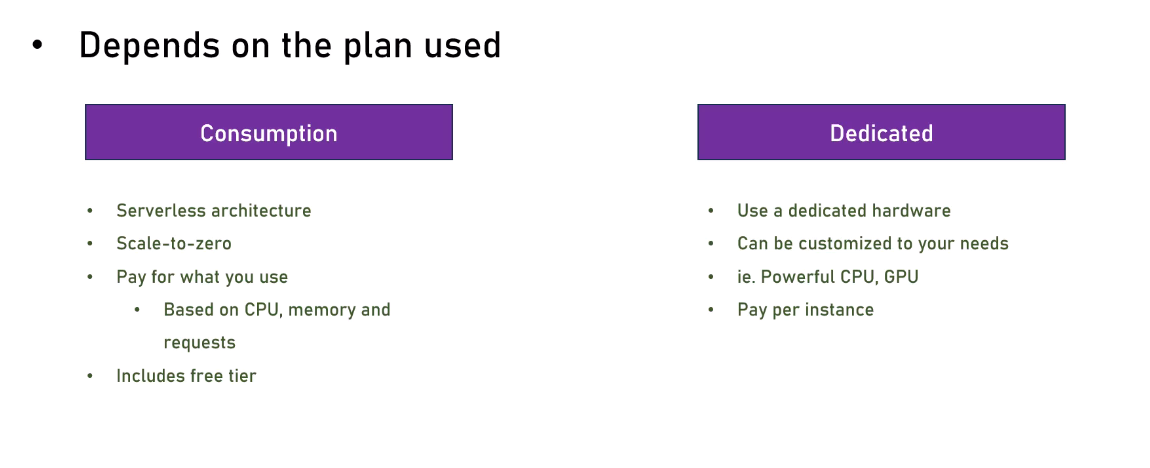 • Depends on the plan used
Consumption
• Serverless architecture
• Scale-to-zero
• Pay for what you use
• Based on CPU, memory and
requests
• Includes free tier
Dedicated
• Use a dedicated hardware
• Can be customized to your needs
• ie. Powerful CPU, GPU
• Pay per instance